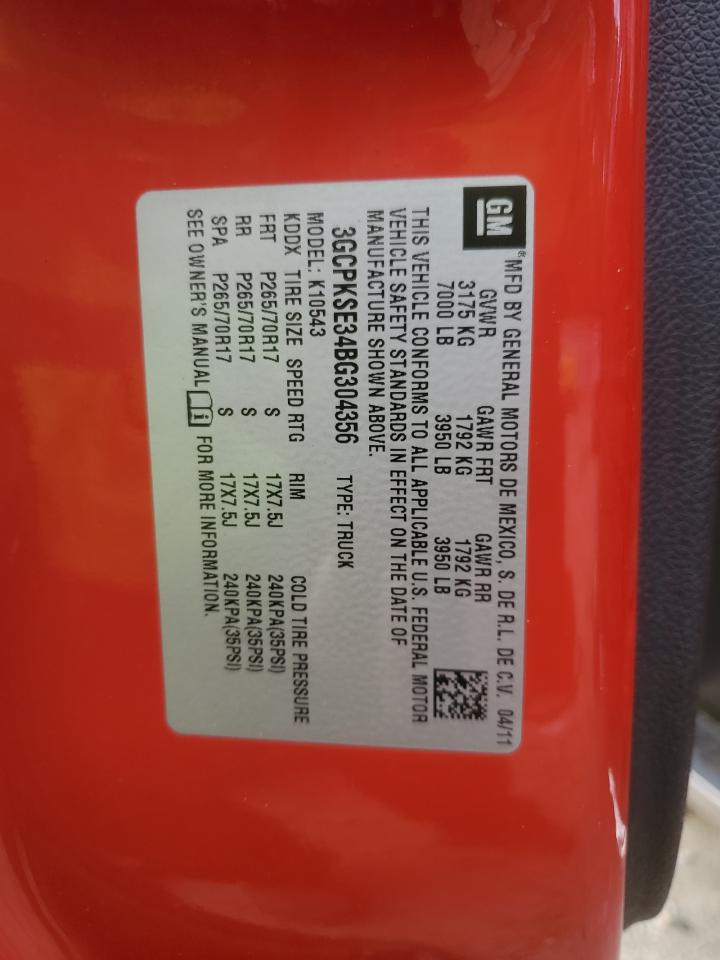 GM
®MFD BY GENERAL MOTORS DE MEXICO, S. DE R.L. DE C.V. 04/11
GVWR GAWR FRT GAWR RR
3175 KG 1792 KG 1792 KG
7000 LB 3950 LB 3950 LB
THIS VEHICLE CONFORMS TO ALL APPLICABLE U.S. FEDERAL MOTOR
VEHICLE SAFETY STANDARDS IN EFFECT ON THE DATE OF
MANUFACTURE SHOWN ABOVE.
3GCPKSE34BG304356 TYPE: TRUCK
MODEL: K10543
KDDX TIRE SIZE SPEED RTG RIM COLD TIRE PRESSURE
FRT P265/70R17 S 17X7.5J 240KPA(35PSI)
RR P265/70R17 S 17X7.5J 240KPA(35PSI)
SPA P265/70R17 S 17X7.5J 240KPA(35PSI)
SEE OWNER'S MANUAL i FOR MORE INFORMATION.